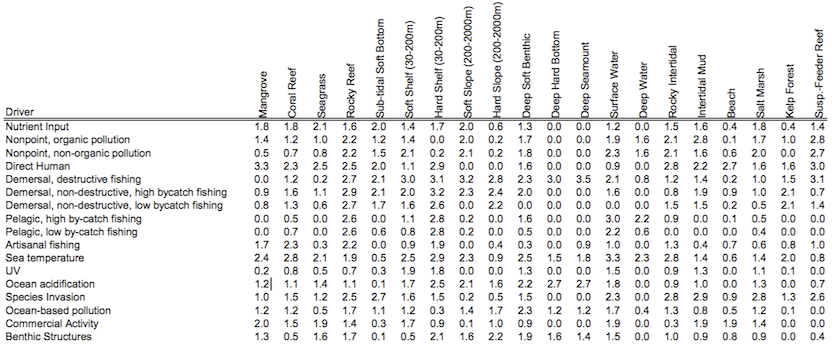 Mangrove
Coral Reef
Seagrass
Rocky Reef
Sub-tidal Soft Bottom
Soft Shelf (30-200m)
Hard Shelf (30-200m)
Soft Slope (200-2000m)
Hard Slope (200-2000m)
Deep Soft Benthic
Deep Hard Bottom
Deep Seamount
Surface Water
Deep Water
Rocky Intertidal
Intertidal Mud
Beach
Salt Marsh
Kelp Forest
Susp.-Feeder Reef
Driver
Nutrient Input 1.8 1.8 2.1 1.6 2.0 1.4 1.7 2.0 0.6 1.3 0.0 0.0 1.2 0.0 1.5 1.6 0.4 1.8 0.4 1.4
Nonpoint, organic pollution 1.4 1.2 1.0 2.2 1.2 1.4 0.0 2.0 0.2 1.7 0.0 0.0 1.9 1.6 2.1 2.8 0.1 1.7 1.0 2.8
Nonpoint, non-organic pollution 0.5 0.7 0.8 2.2 1.5 2.1 0.2 2.1 0.2 1.8 0.0 0.0 2.3 1.6 2.1 1.6 0.6 2.0 0.0 2.7
Direct Human 3.3 2.3 2.5 2.5 2.0 1.1 2.9 0.0 0.0 1.6 0.0 0.0 0.9 0.0 2.8 2.2 2.7 1.6 1.6 3.0
Demersal, destructive fishing 0.0 1.2 0.2 2.7 2.1 3.0 3.1 3.2 2.8 2.3 3.0 3.5 2.1 0.8 1.2 1.4 0.2 1.0 1.5 3.1
Demersal, non-destructive, high bycatch fishing 0.9 1.6 1.1 2.9 2.1 2.0 3.2 2.3 2.4 2.0 0.0 0.0 1.6 0.0 0.8 1.9 0.9 1.0 2.1 0.7
Demersal, non-destructive, low bycatch fishing 0.8 1.3 0.6 2.7 1.7 1.6 2.6 0.0 2.2 0.0 0.0 0.0 0.0 0.0 1.5 1.5 0.2 0.5 2.1 1.4
Pelagic, high by-catch fishing 0.0 0.5 0.0 2.6 0.0 1.1 2.8 0.2 0.0 1.6 0.0 0.0 3.0 2.2 0.9 0.0 0.1 0.5 0.0 0.0
Pelagic, low by-catch fishing 0.0 0.7 0.0 2.6 0.6 0.8 2.8 0.2 0.0 0.5 0.0 0.0 2.2 0.6 0.0 0.0 0.0 0.4 0.0 0.0
Artisanal fishing 1.7 2.3 0.3 2.2 0.0 0.9 1.9 0.0 0.4 0.3 0.0 0.9 1.0 0.0 1.3 0.4 0.7 0.6 0.8 1.0
Sea temperature 2.4 2.8 2.1 1.9 0.5 2.5 2.9 2.3 0.9 2.5 1.5 1.8 3.3 2.3 2.8 1.4 0.6 1.4 2.0 0.8
UV 0.2 0.8 0.5 0.7 0.3 1.9 1.8 0.0 0.0 1.3 0.0 0.0 1.5 0.0 0.9 1.3 0.0 1.1 0.1 0.0
Ocean acidification 1.2 1.1 1.4 1.1 0.1 1.7 2.5 2.1 1.6 2.2 2.7 2.7 1.8 0.0 0.9 1.0 0.0 1.3 0.0 0.7
Species Invasion 1.0 1.5 1.2 2.5 2.7 1.6 1.5 0.2 0.5 1.5 0.0 0.0 2.3 0.0 2.8 2.9 0.9 2.8 1.3 2.6
Ocean-based pollution 1.2 1.2 0.5 1.7 1.1 1.2 0.3 1.4 1.7 2.3 1.2 1.2 1.7 0.4 1.3 0.8 0.5 1.2 0.1 0.0
Commercial Activity 2.0 1.5 1.9 1.4 0.3 1.7 0.9 0.1 1.0 0.9 0.0 0.0 1.9 0.0 0.3 1.9 1.9 1.4 0.0 0.0
Benthic Structures 1.3 0.5 1.6 1.7 0.1 0.5 2.1 1.6 2.2 1.9 1.6 1.4 1.5 0.0 1.0 0.9 0.8 0.9 0.0 0.4